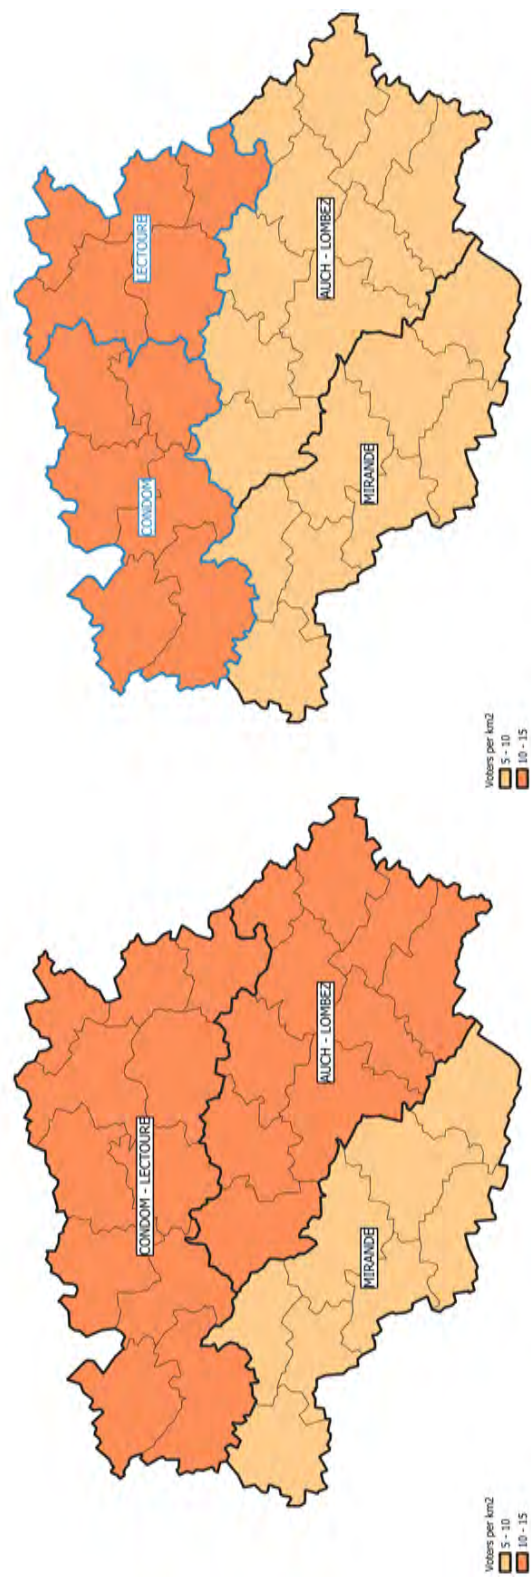 CONDOM - LECTOURE
AUCH - LOMBEZ
MIRANDE
Voters per km2
5 - 10
10 - 15
LECTOURE
CONDOM
AUCH - LOMBEZ
MIRANDE
Voters per km2
5 - 10
10 - 15